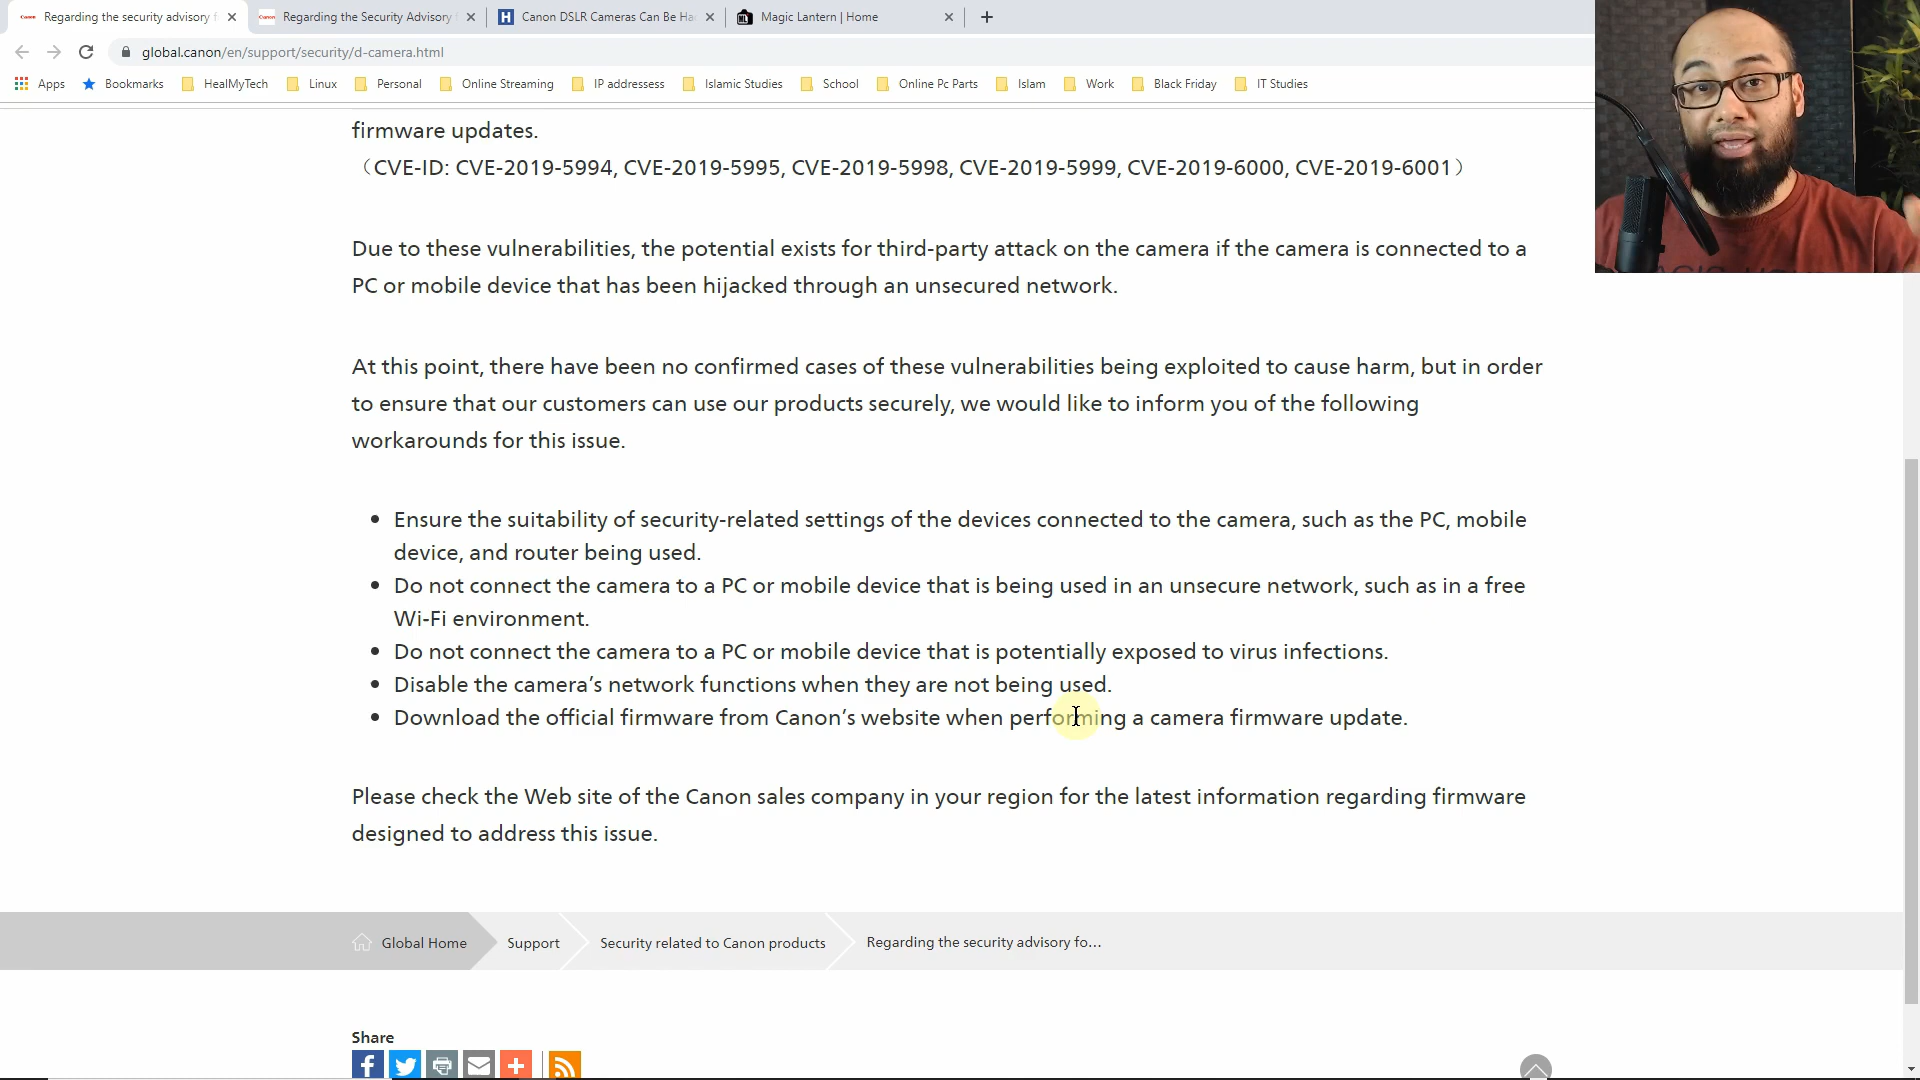 Regarding the security advisory f
Regarding the Security Advisory
Canon DSLR Cameras Can Be Ha
Magic Lantern | Home
global.canon/en/support/security/d-camera.html
Apps
Bookmarks
HealMyTech
Linux
Personal
Online Streaming
IP addressess
Islamic Studies
School
Online Pc Parts
Islam
Work
Black Friday
IT Studies
firmware updates.
（CVE-ID: CVE-2019-5994, CVE-2019-5995, CVE-2019-5998, CVE-2019-5999, CVE-2019-6000, CVE-2019-6001）
Due to these vulnerabilities, the potential exists for third-party attack on the camera if the camera is connected to a
PC or mobile device that has been hijacked through an unsecured network.
At this point, there have been no confirmed cases of these vulnerabilities being exploited to cause harm, but in order
to ensure that our customers can use our products securely, we would like to inform you of the following
workarounds for this issue.
• Ensure the suitability of security-related settings of the devices connected to the camera, such as the PC, mobile
device, and router being used.
• Do not connect the camera to a PC or mobile device that is being used in an unsecure network, such as in a free
Wi-Fi environment.
• Do not connect the camera to a PC or mobile device that is potentially exposed to virus infections.
• Disable the camera’s network functions when they are not being used.
• Download the official firmware from Canon’s website when performing a camera firmware update.
Please check the Web site of the Canon sales company in your region for the latest information regarding firmware
designed to address this issue.
Global Home
Support
Security related to Canon products
Regarding the security advisory fo...
Share